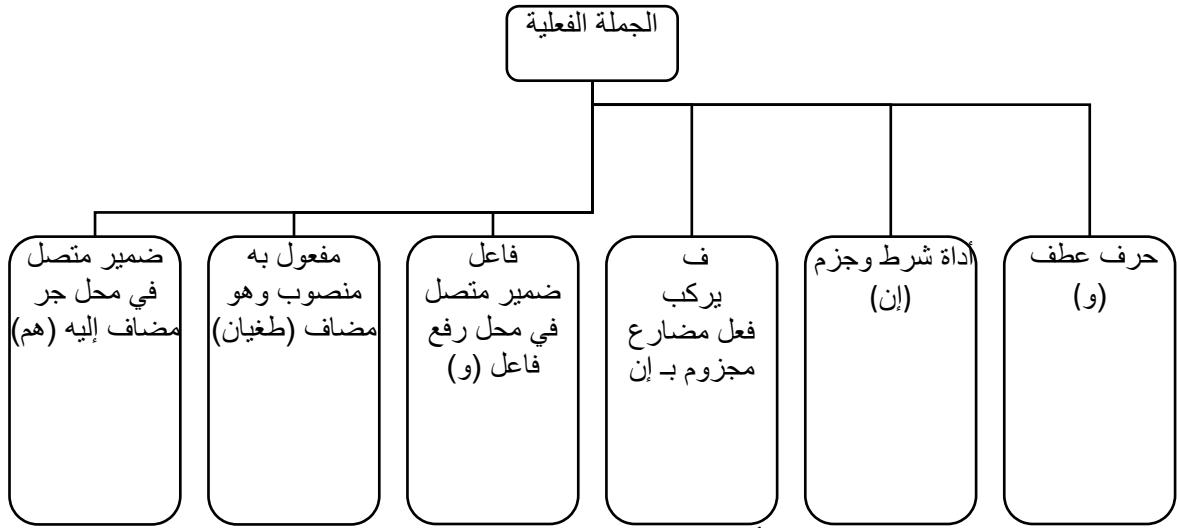 الجملة الفعلية
حرف عطف
(و)
أداة شرط وجزم
(إن)
ف
يركب
فعل مضارع
مجزوم بـ إن
فاعل
ضمير متصل
في محل رفع
فاعل (و)
مفعول به
منصوب وهو
مضاف (طغيان)
ضمير متصل
في محل جر
مضاف إليه (هم)